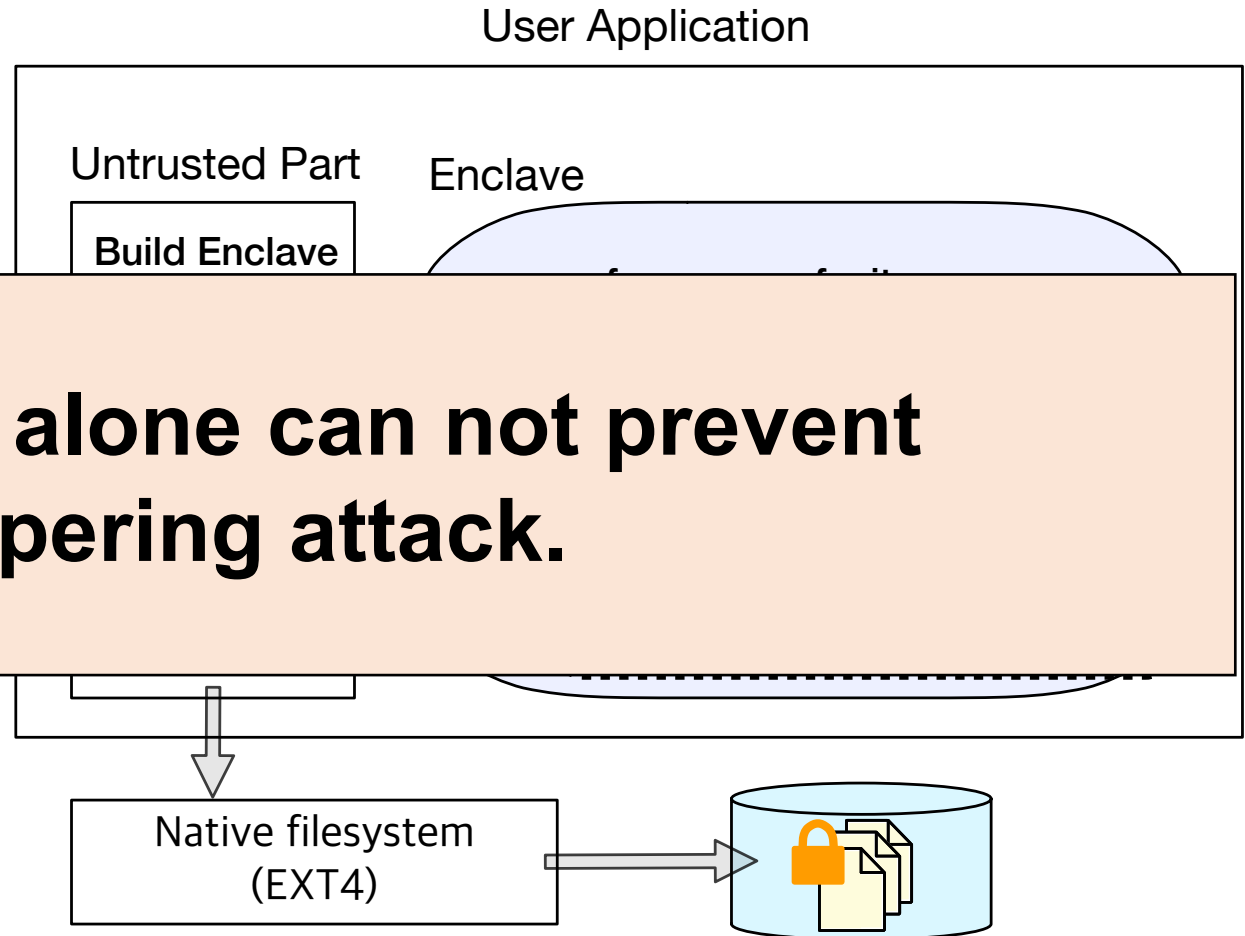 User Application
Untrusted Part
Enclave
Build Enclave
alone can not prevent
pering attack.
Native filesystem
(EXT4)